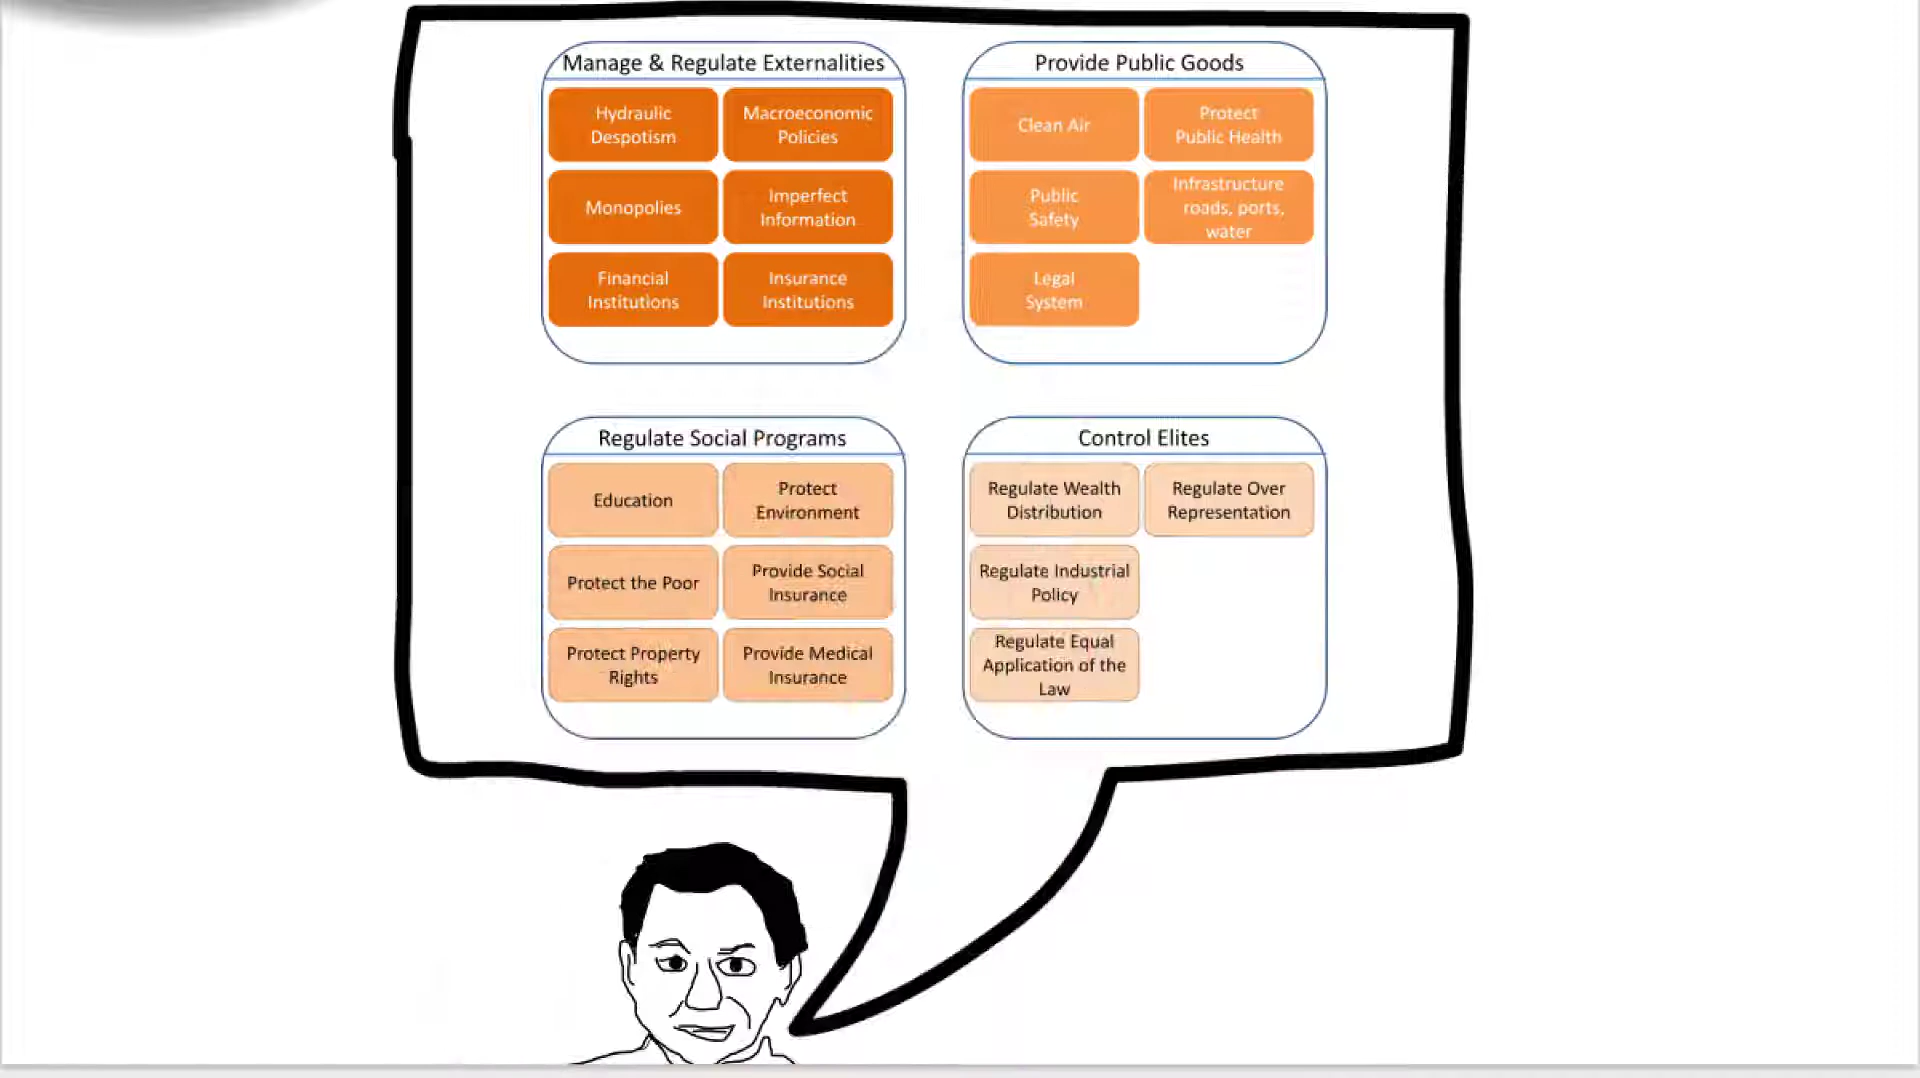 Manage & Regulate Externalities
Hydraulic
Despotism
Macroeconomic
Policies
Monopolies
Imperfect
Information
Financial
Institutions
Insurance
Institutions
Provide Public Goods
Clean Air
Protect
Public Health
Public
Safety
Infrastructure
roads, ports,
water
Legal
System
Regulate Social Programs
Education
Protect
Environment
Protect the Poor
Provide Social
Insurance
Protect Property
Rights
Provide Medical
Insurance
Control Elites
Regulate Wealth
Distribution
Regulate Over
Representation
Regulate Industrial
Policy
Regulate Equal
Application of the
Law